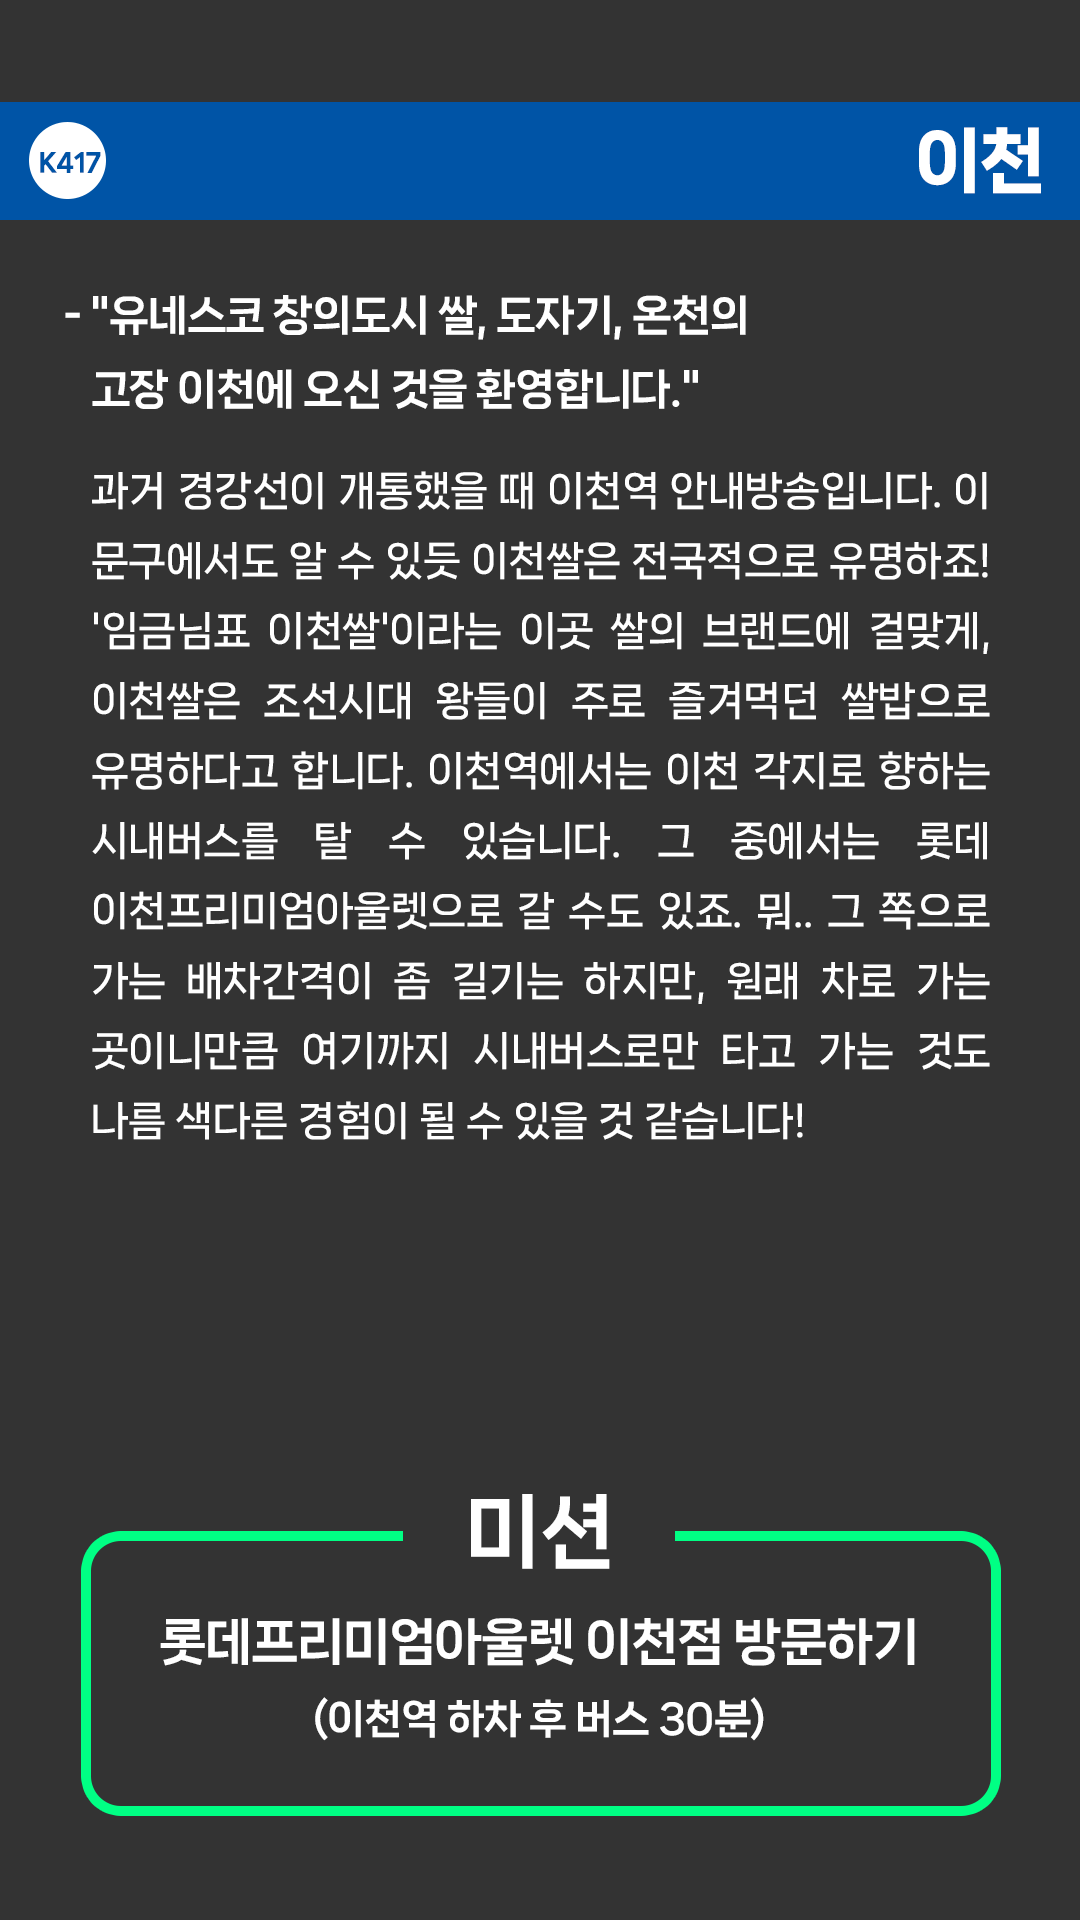 K417
이천
- "유네스코 창의도시 쌀, 도자기, 온천의
고장 이천에 오신 것을 환영합니다."
과거 경강선이 개통했을 때 이천역 안내방송입니다. 이
문구에서도 알 수 있듯 이천쌀은 전국적으로 유명하죠!
'임금님표 이천쌀'이라는 이곳 쌀의 브랜드에 걸맞게,
이천쌀은 조선시대 왕들이 주로 즐겨먹던 쌀밥으로
유명하다고 합니다. 이천역에서는 이천 각지로 향하는
시내버스를 탈 수 있습니다. 그 중에서는 롯데
이천프리미엄아울렛으로 갈 수도 있죠. 뭐.. 그 쪽으로
가는 배차간격이 좀 길기는 하지만, 원래 차로 가는
곳이니만큼 여기까지 시내버스로만 타고 가는 것도
나름 색다른 경험이 될 수 있을 것 같습니다!
미션
롯데프리미엄아울렛 이천점 방문하기
(이천역 하차 후 버스 30분)